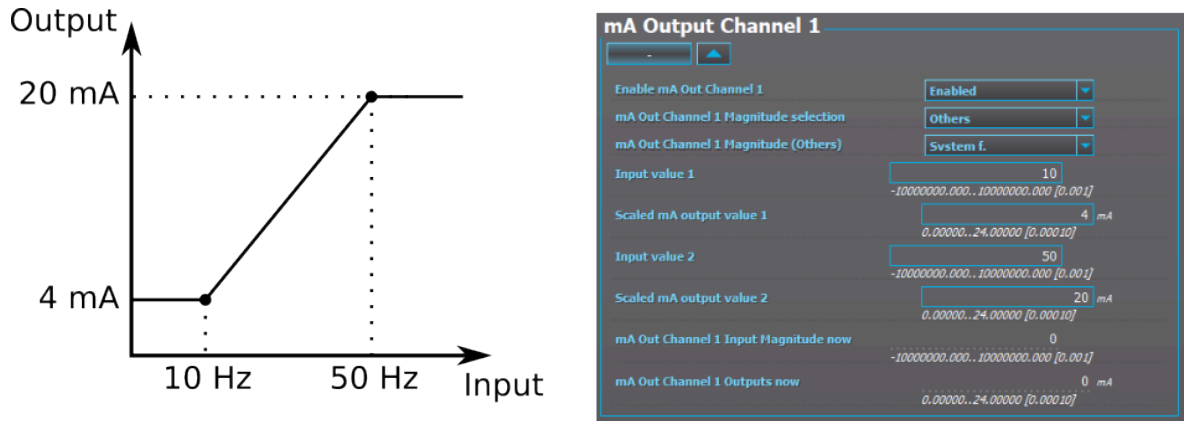 Output
20 mA
4 mA
10 Hz
50 Hz
Input
mA Output Channel 1
-
Enable mA Out Channel 1
Enabled
mA Out Channel 1 Magnitude selection
Others
mA Out Channel 1 Magnitude (Others)
System f.
Input value 1
10
-10000000.000..10000000.000 [0.001]
Scaled mA output value 1
4 mA
0.00000..24.00000 [0.00010]
Input value 2
50
-10000000.000..10000000.000 [0.001]
Scaled mA output value 2
20 mA
0.00000..24.00000 [0.00010]
mA Out Channel 1 Input Magnitude now
0
-10000000.000..10000000.000 [0.001]
mA Out Channel 1 Outputs now
0 mA
0.00000..24.00000 [0.00010]